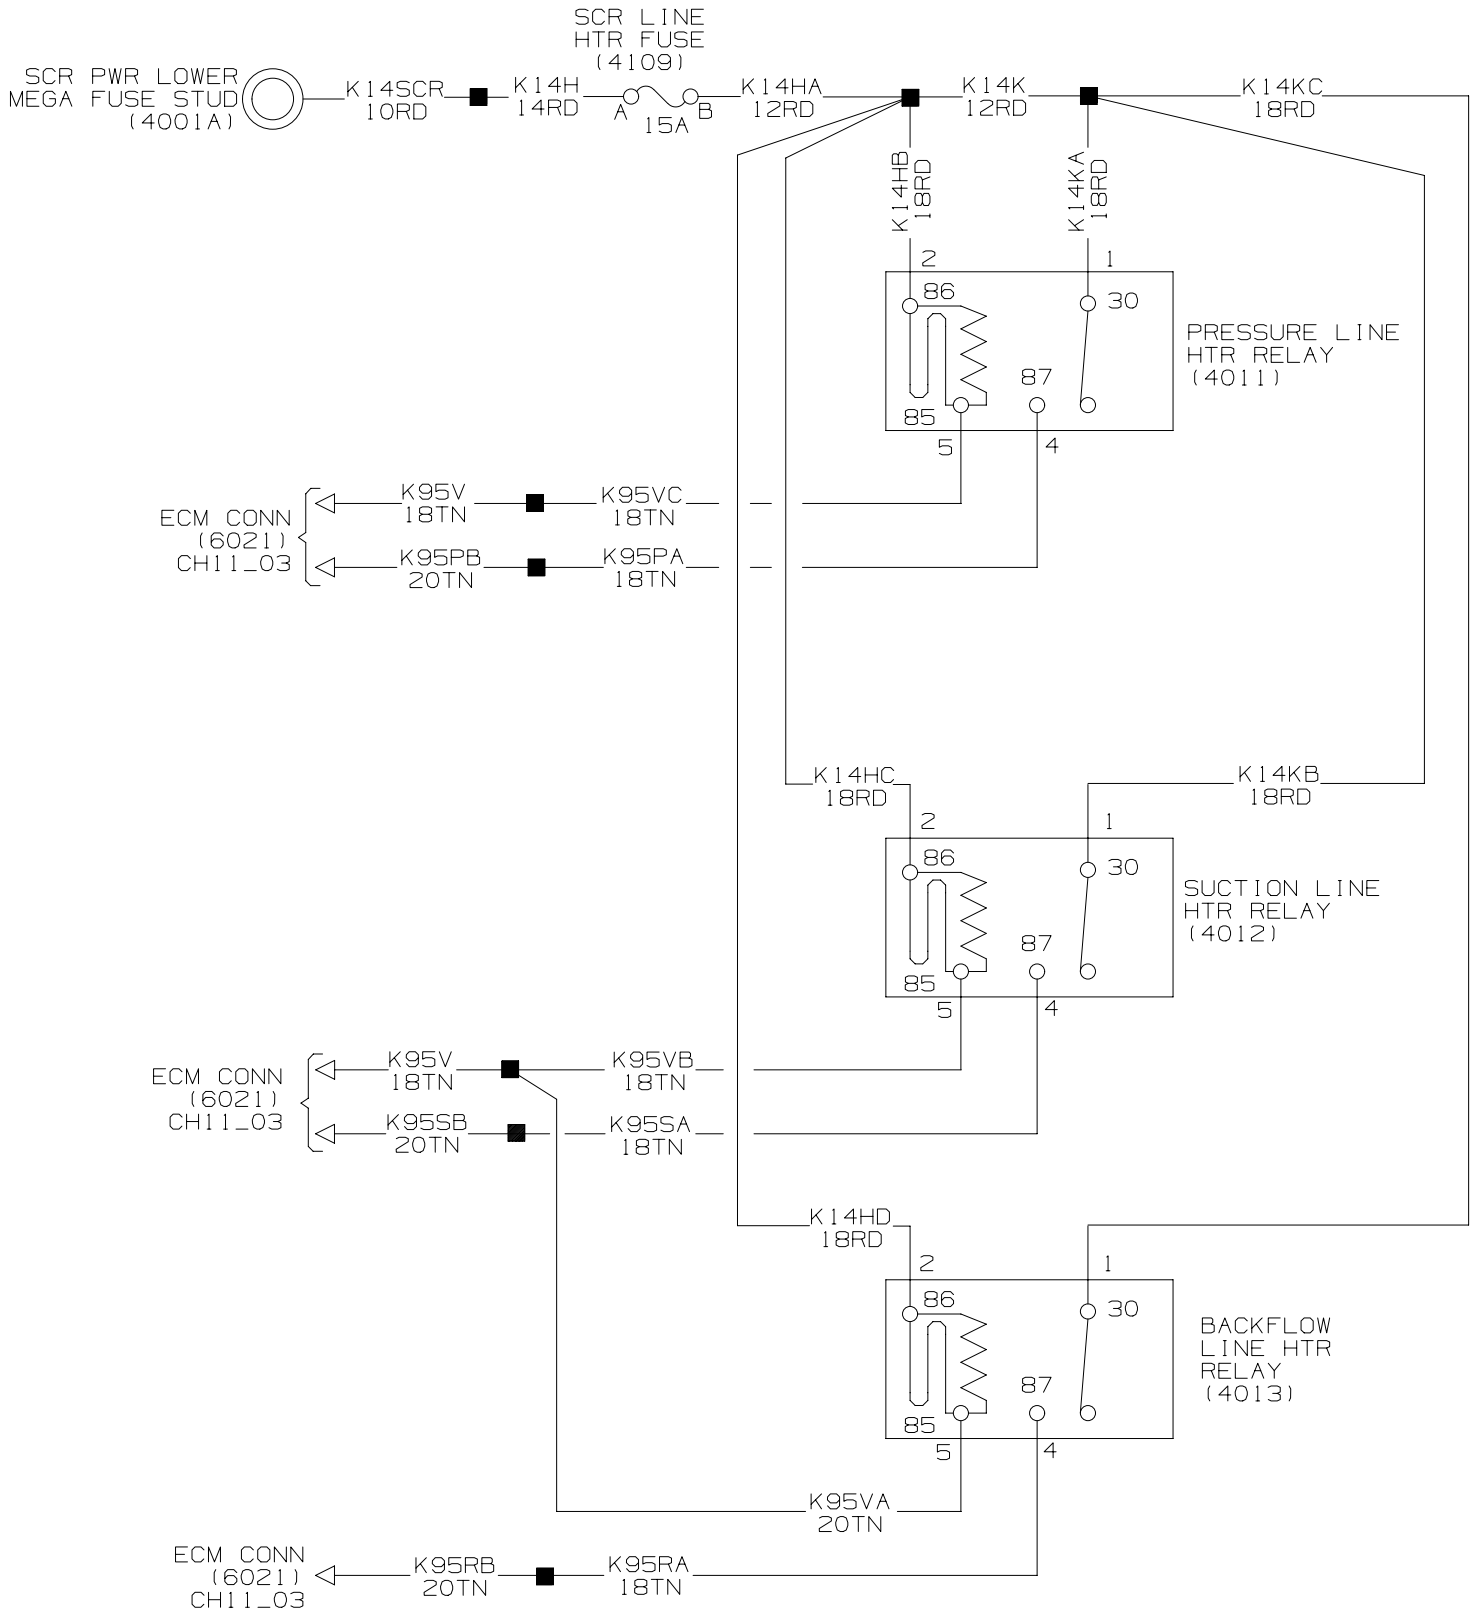 SCR LINE
HTR FUSE
(4109)
SCR PWR LOWER
MEGA FUSE STUD
(4001A)
K14SCR
10RD
K14H
14RD
A
15A
B
K14HA
12RD
K14K
12RD
K14KC
18RD
K14HB
18RD
K14KA
18RD
2
1
86
30
87
85
5
4
PRESSURE LINE
HTR RELAY
(4011)
ECM CONN
(6021)
CH11_03
K95V
18TN
K95VC
18TN
K95PB
20TN
K95PA
18TN
K14HC
18RD
K14KB
18RD
2
1
86
30
87
85
5
4
SUCTION LINE
HTR RELAY
(4012)
ECM CONN
(6021)
CH11_03
K95V
18TN
K95VB
18TN
K95SB
20TN
K95SA
18TN
K14HD
18RD
2
1
86
30
87
85
5
4
BACKFLOW
LINE HTR
RELAY
(4013)
K95VA
20TN
ECM CONN
(6021)
CH11_03
K95RB
20TN
K95RA
18TN